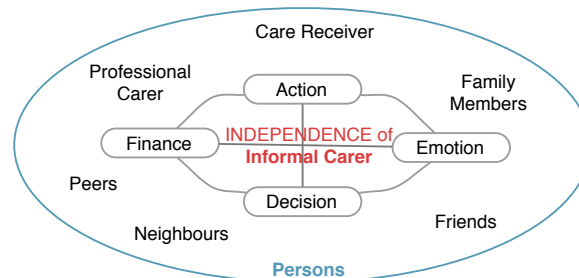 Care Receiver
Professional
Carer
Action
Family
Members
INDEPENDENCE of
Informal Carer
Finance
Emotion
Peers
Decision
Neighbours
Friends
Persons